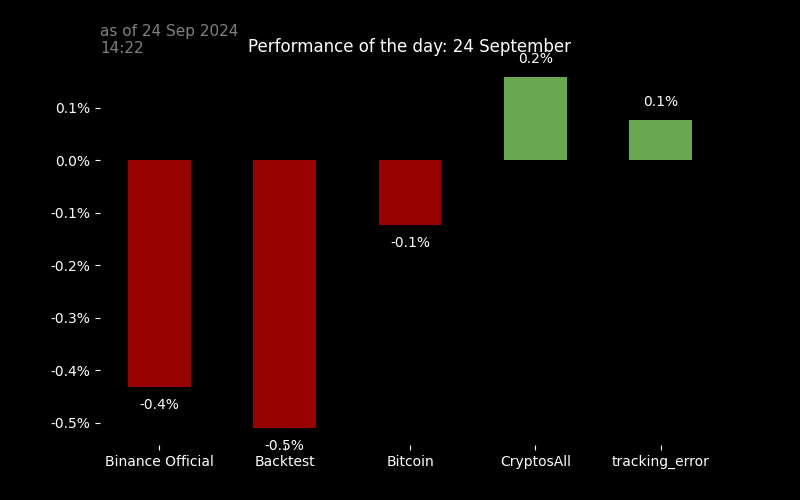 as of 24 Sep 2024
14:22
Performance of the day: 24 September
0.2%
0.1%
0.1%
0.0%
-0.1%
-0.1%
-0.2%
-0.3%
-0.4%
-0.4%
-0.5%
-0.5%
Binance Official
Backtest
Bitcoin
CryptosAll
tracking_error